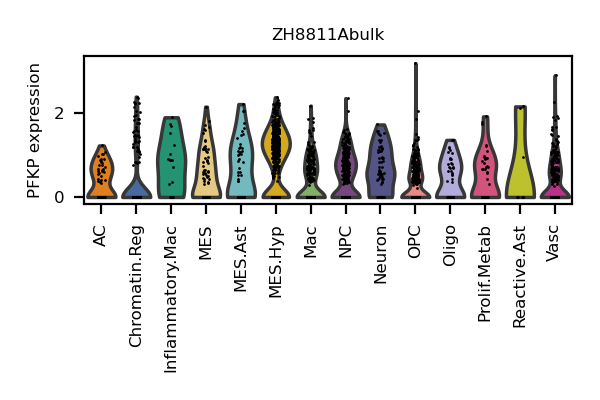 ZH8811Abulk
PFKP expression
2
0
AC
Chromatin.Reg
Inflammatory.Mac
MES
MES.Ast
MES.Hyp
Mac
NPC
Neuron
OPC
Oligo
Prolif.Metab
Reactive.Ast
Vasc